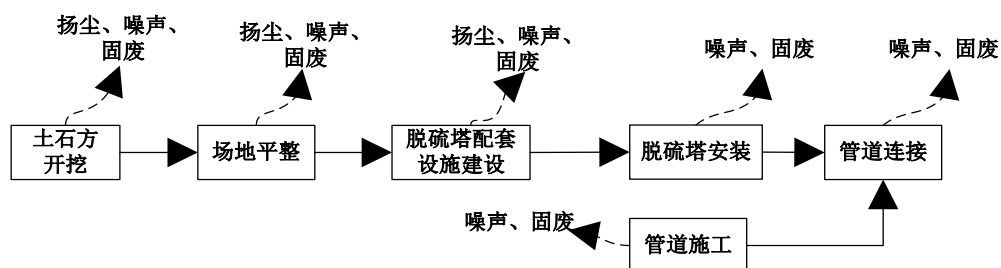 扬尘、噪声、
固废
扬尘、噪声、
固废
扬尘、噪声、
固废
噪声、固废
噪声、固废
土石方
开挖
场地平整
脱硫塔配套
设施建设
脱硫塔安装
管道连接
噪声、固废
管道施工